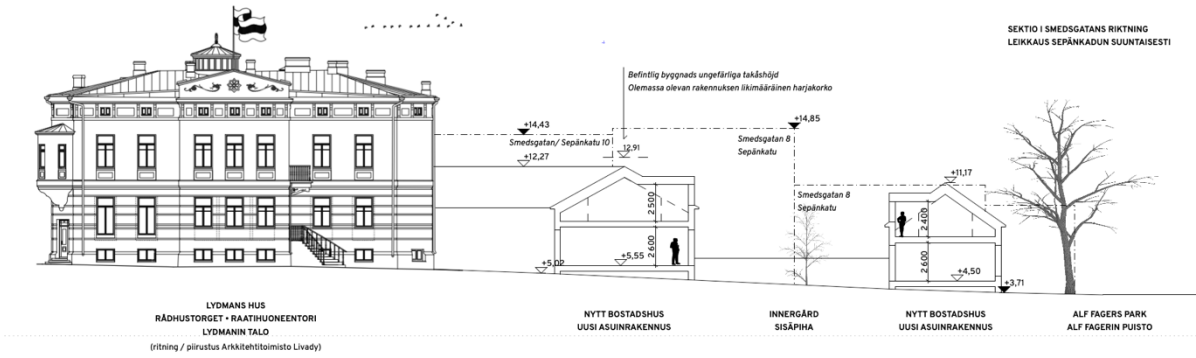 SEKTIO I SMEDSGATANS RIKTNING
LEIKKAUS SEPÄNKADUN SUUNTAISESTI
Befintlig byggnads ungefärliga takåshöjd
Olemassa olevan rakennuksen likimääräinen harjakorko
+14,43
+14,85
Smedsgatan/ Sepänkatu 10
Smedsgatan 8
Sepänkatu
12,91
+12,27
+11,17
Smedsgatan 8
Sepänkatu
2500
2400
2600
2600
+5,02
+5,55
+4,50
+3,71
LYDMANS HUS
RÅDHUSTORGET • RAATIHUONEENTORI
LYDMANIN TALO
(ritning / piirustus Arkkitehtitoimisto Livady)
NYTT BOSTADSHUS
UUSI ASUINRAKENNUS
INNERGÅRD
SISÄPIHA
NYTT BOSTADSHUS
UUSI ASUINRAKENNUS
ALF FAGERS PARK
ALF FAGERIN PUISTO